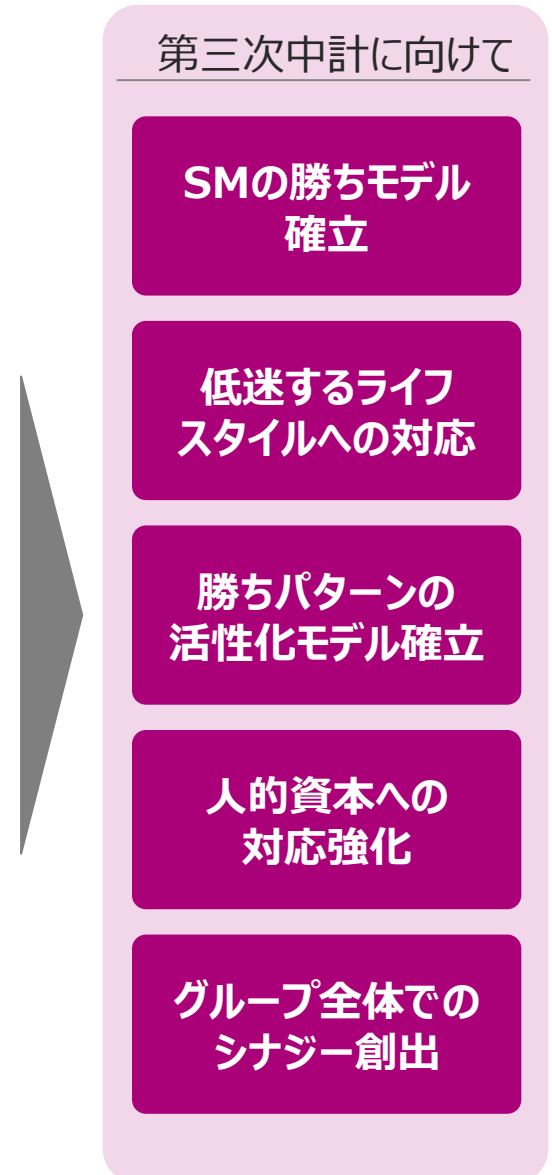 第三次中計に向けて
SMの勝ちモデル
確立
低迷するライフ
スタイルへの対応
勝ちパターンの
活性化モデル確立
人的資本への
対応強化
グループ全体での
シナジー創出